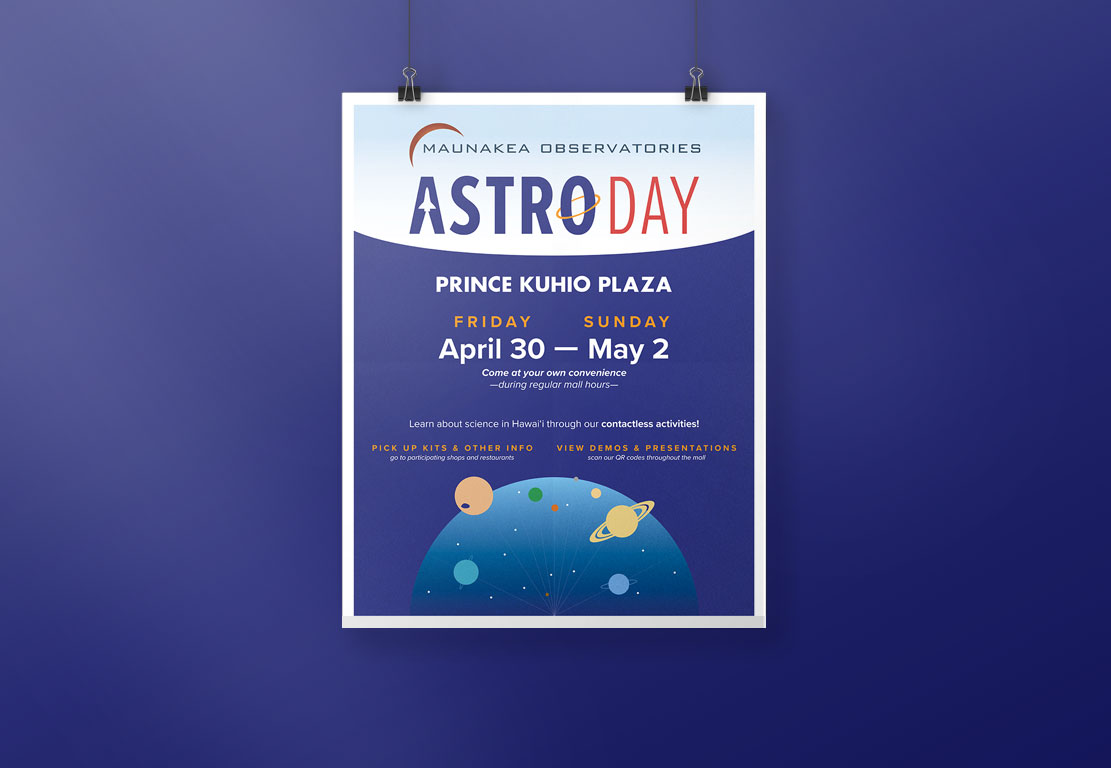 MAUNAKEA OBSERVATORIES
ASTRODAY
PRINCE KUHIO PLAZA
FRIDAY SUNDAY
April 30 — May 2
Come at your own convenience
—during regular mall hours—
Learn about science in Hawai‘i through our contactless activities!
PICK UP KITS & OTHER INFO VIEW DEMOS & PRESENTATIONS
go to participating shops and restaurants scan our QR codes throughout the mall